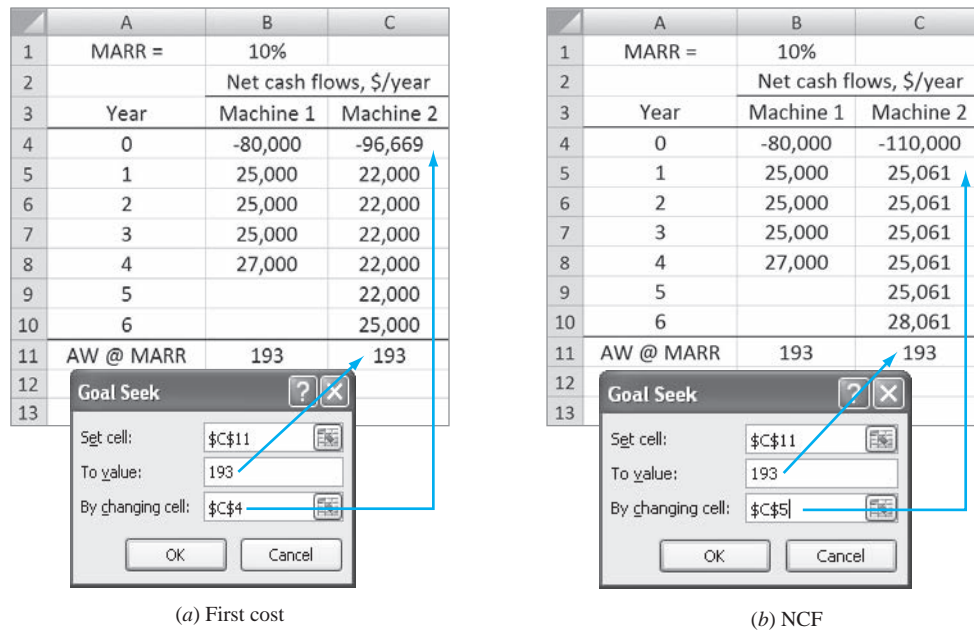 A B C
1 MARR = 10%
2 Net cash flows, $/year
3 Year Machine 1 Machine 2
4 0 -80,000 -96,669
5 1 25,000 22,000
6 2 25,000 22,000
7 3 25,000 22,000
8 4 27,000 22,000
9 5 22,000
10 6 25,000
11 AW @ MARR 193 193
12
13
Goal Seek ? X
Set cell: $C$11
To value: 193
By changing cell: $C$4
OK Cancel
(a) First cost
A B C
1 MARR = 10%
2 Net cash flows, $/year
3 Year Machine 1 Machine 2
4 0 -80,000 -110,000
5 1 25,000 25,061
6 2 25,000 25,061
7 3 25,000 25,061
8 4 27,000 25,061
9 5 25,061
10 6 28,061
11 AW @ MARR 193 193
12
13
Goal Seek ? X
Set cell: $C$11
To value: 193
By changing cell: $C$5
OK Cancel
(b) NCF